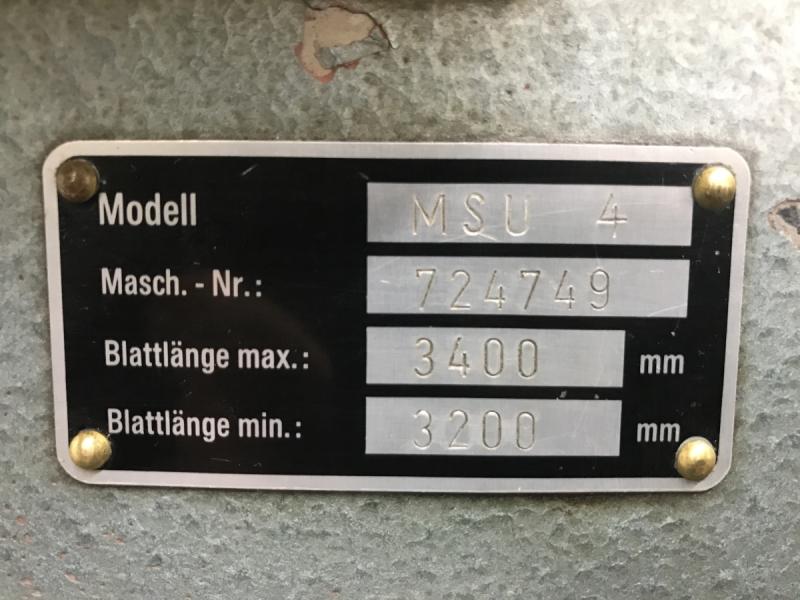 Modell MSU 4
Masch. - Nr.: 724749
Blattlänge max.: 3400 mm
Blattlänge min.: 3200 mm